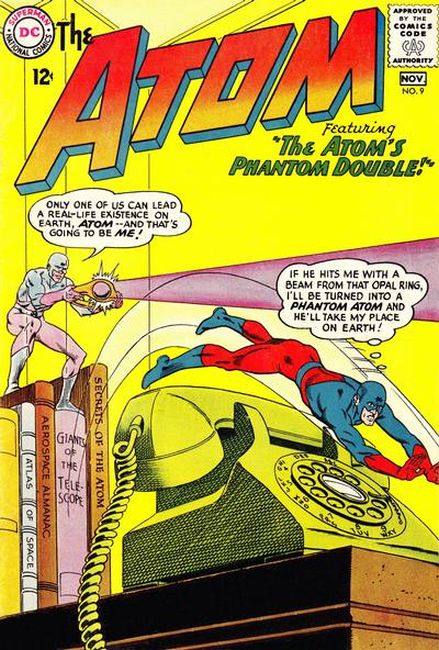 SUPERMAN
DC
NATIONAL COMICS
The
ATOM
12¢
APPROVED
BY THE
COMICS
CODE
CA
AUTHORITY
NOV.
NO. 9
Featuring
"THE ATOM'S
PHANTOM DOUBLE!"
ONLY ONE OF US CAN LEAD
A REAL-LIFE EXISTENCE ON
EARTH, ATOM--AND THAT'S
GOING TO BE ME!
IF HE HITS ME WITH A
BEAM FROM THAT OPAL RING,
I'LL BE TURNED INTO A
PHANTOM ATOM AND
HE'LL TAKE MY PLACE
ON EARTH!
ATLAS OF SPACE
AEROSPACE ALMANAC
GIANTS
OF
THE
TELE-
SCOPE
SECRETS OF THE ATOM